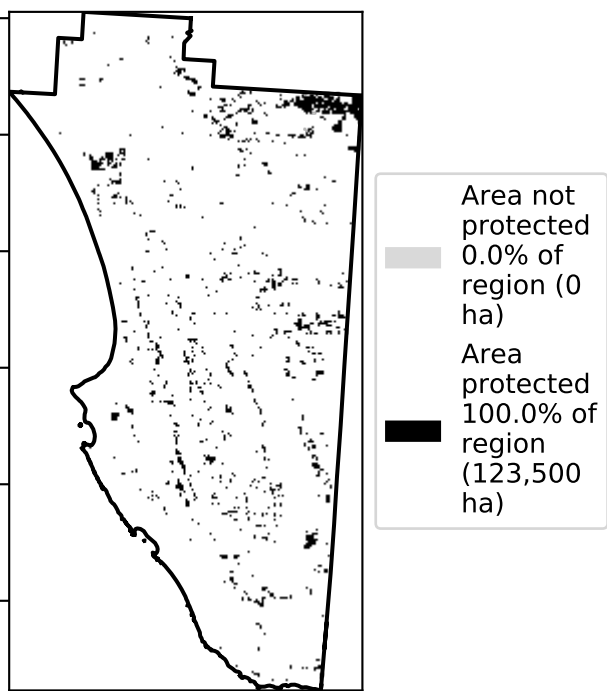 Area not
protected
0.0% of
region (0
ha)
Area
protected
100.0% of
region
(123,500
ha)